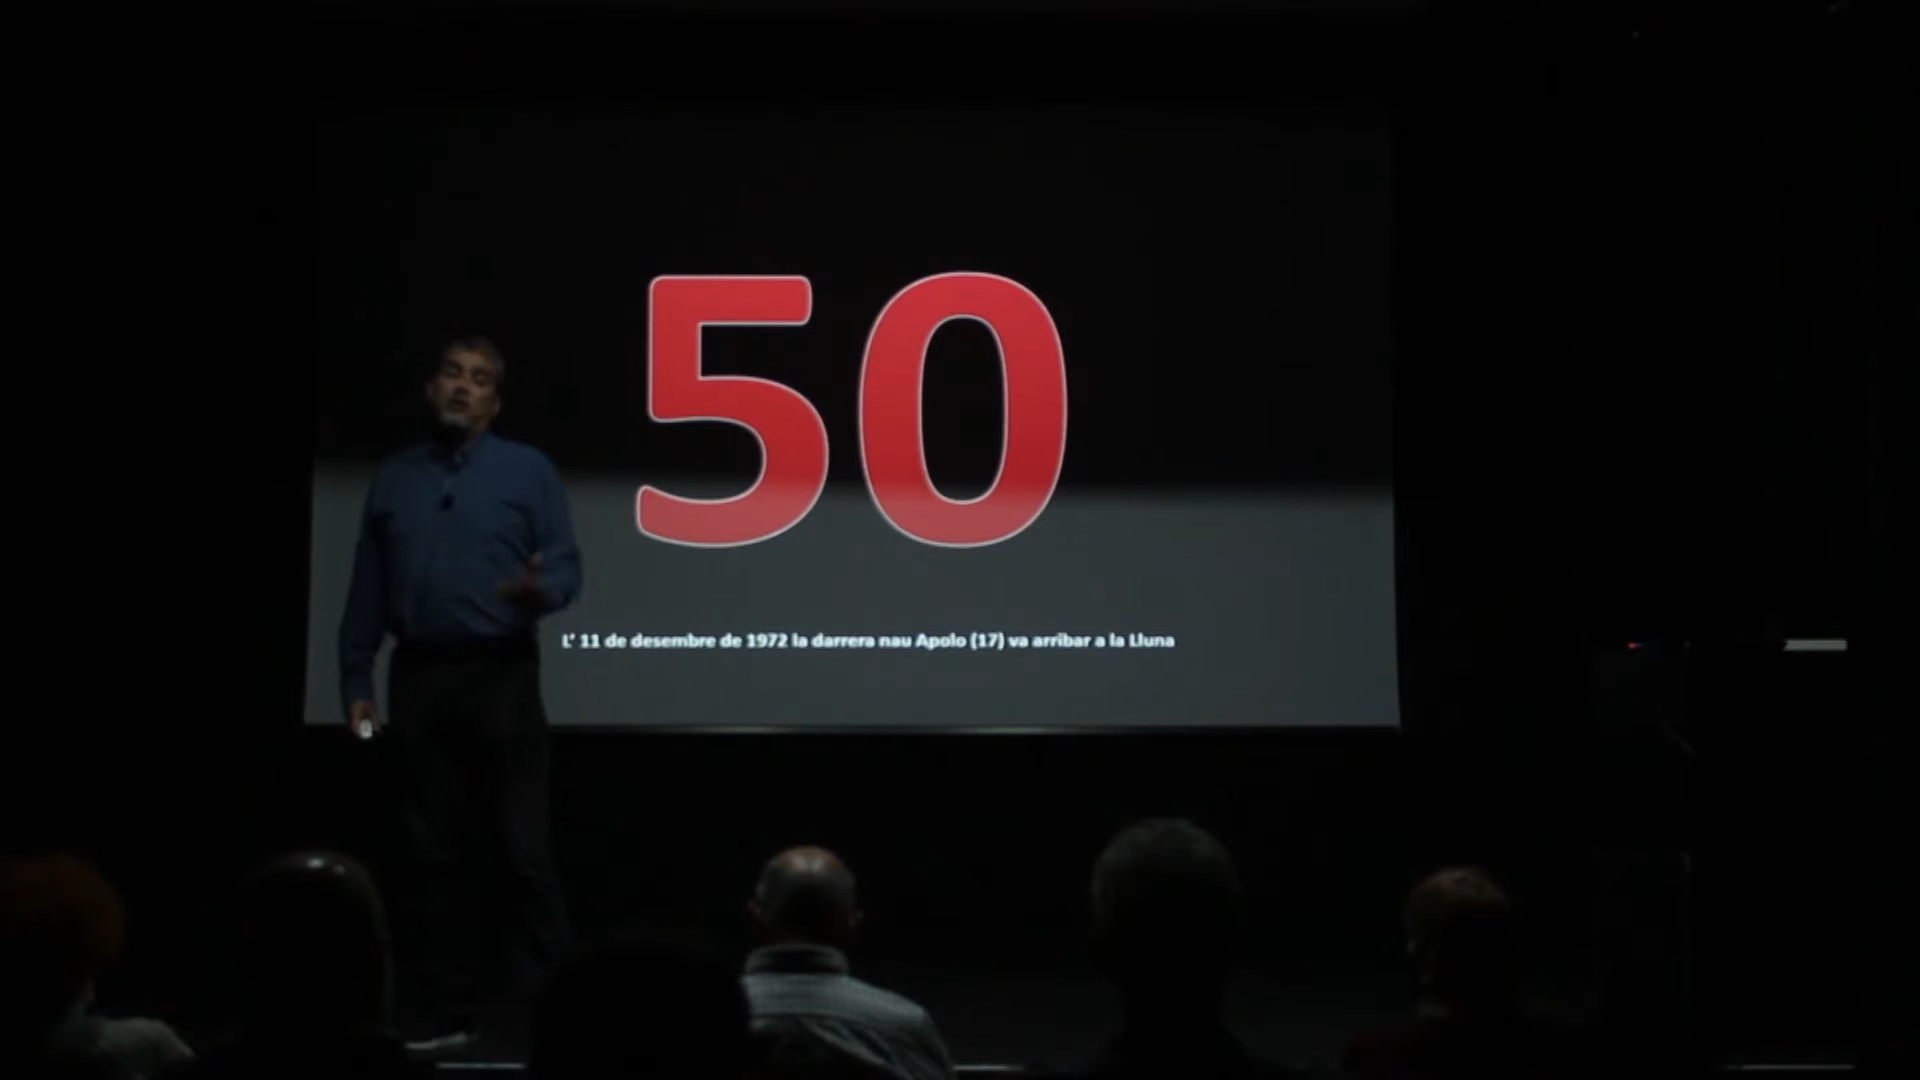 50
L' 11 de desembre de 1972 la darrera nau Apolo (17) va arribar a la Lluna